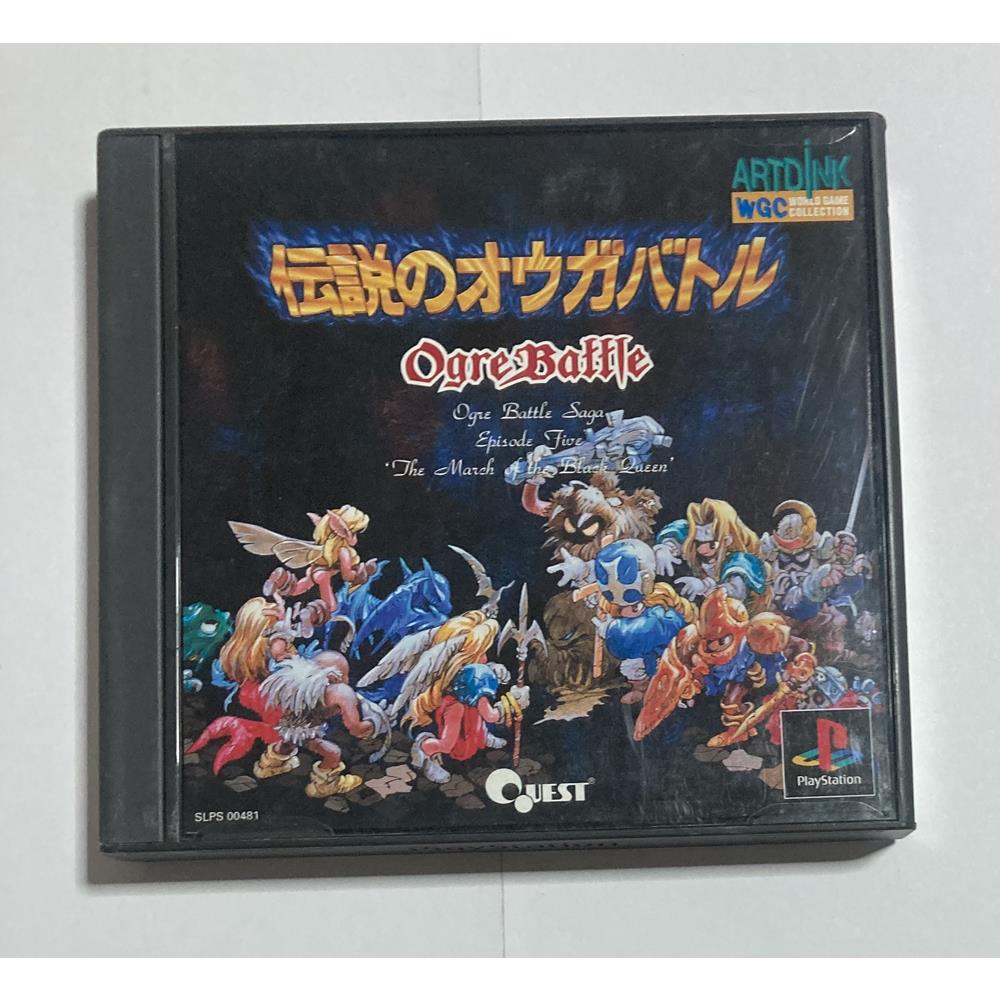 ARTDINK
WGC WORLD GAME COLLECTION
伝説のオウガバトル
Ogre Battle
Ogre Battle Saga
Episode Five
'The March of the Black Queen'
PlayStation
QUEST®
SLPS 00481
PlayStation